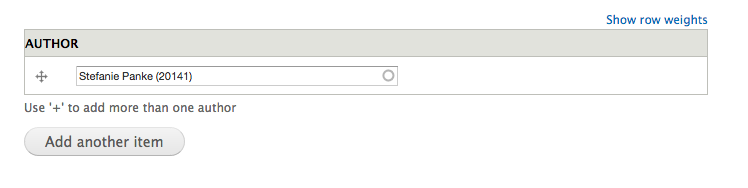 Show row weights
AUTHOR
Stefanie Panke (20141)
Use '+' to add more than one author
Add another item